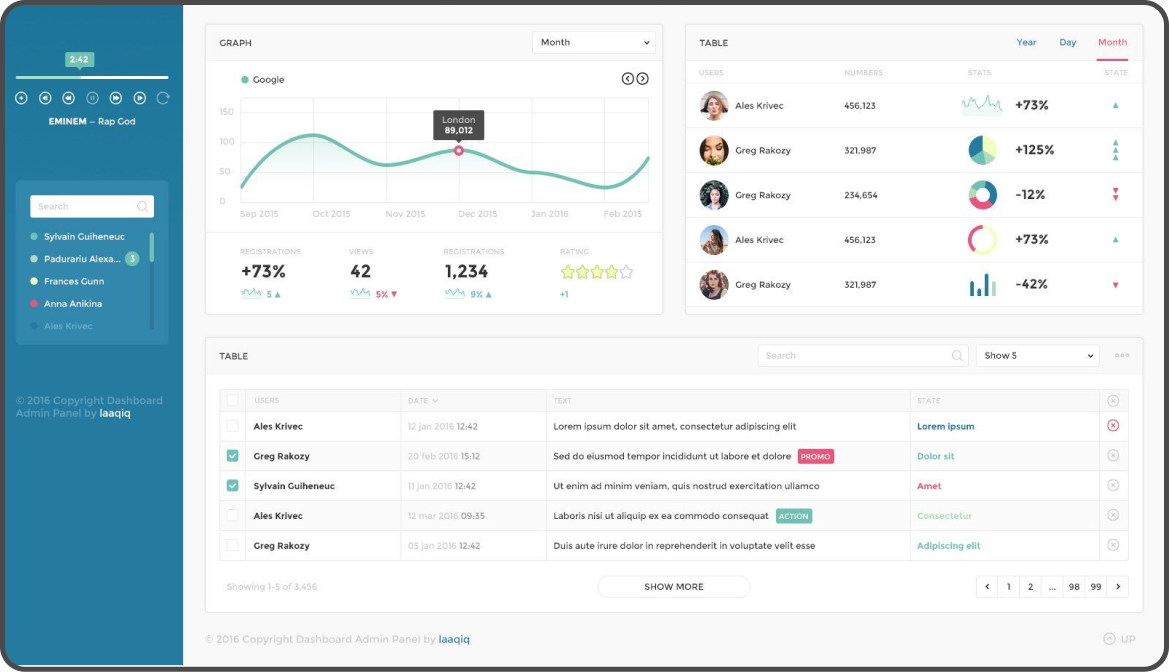 2:42
EMINEM – Rap God
Search
Sylvain Guiheneuc
Padurariu Alexa... 3
Frances Gunn
Anna Anikina
Ales Krivec
© 2016 Copyright Dashboard
Admin Panel by laaqiq
GRAPH
Month
Google
150
100
50
0
London
89,012
Sep 2015 Oct 2015 Nov 2015 Dec 2015 Jan 2016 Feb 2015
REGISTRATIONS VIEWS REGISTRATIONS RATING
+73% 42 1,234
5 ▲ 5% ▼ 9% ▲ +1
TABLE Year Day Month
USERS NUMBERS STATS STATE
Ales Krivec 456,123 +73%
Greg Rakozy 321,987 +125%
Greg Rakozy 234,654 -12%
Ales Krivec 456,123 +73%
Greg Rakozy 321,987 -42%
TABLE Search Show 5
USERS DATE TEXT STATE
Ales Krivec 12 jan 2016 12:42 Lorem ipsum dolor sit amet, consectetur adipiscing elit Lorem ipsum
Greg Rakozy 20 feb 2016 15:12 Sed do eiusmod tempor incididunt ut labore et dolore PROMO Dolor sit
Sylvain Guiheneuc 11 jan 2016 12:42 Ut enim ad minim veniam, quis nostrud exercitation ullamco Amet
Ales Krivec 12 mar 2016 09:35 Laboris nisi ut aliquip ex ea commodo consequat ACTION Consectetur
Greg Rakozy 05 jan 2016 12:42 Duis aute irure dolor in reprehenderit in voluptate velit esse Adipiscing elit
Showing 1-5 of 3,456 SHOW MORE < 1 2 ... 98 99 >
© 2016 Copyright Dashboard Admin Panel by laaqiq UP